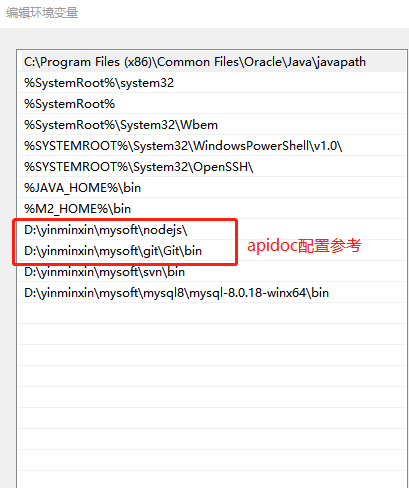 编辑环境变量
C:\Program Files (x86)\Common Files\Oracle\Java\javapath
%SystemRoot%\system32
%SystemRoot%
%SystemRoot%\System32\Wbem
%SYSTEMROOT%\System32\WindowsPowerShell\v1.0\
%SYSTEMROOT%\System32\OpenSSH\
%JAVA_HOME%\bin
%M2_HOME%\bin
D:\yinminxin\mysoft\nodejs\
D:\yinminxin\mysoft\git\Git\bin
apidoc配置参考
D:\yinminxin\mysoft\svn\bin
D:\yinminxin\mysoft\mysql8\mysql-8.0.18-winx64\bin